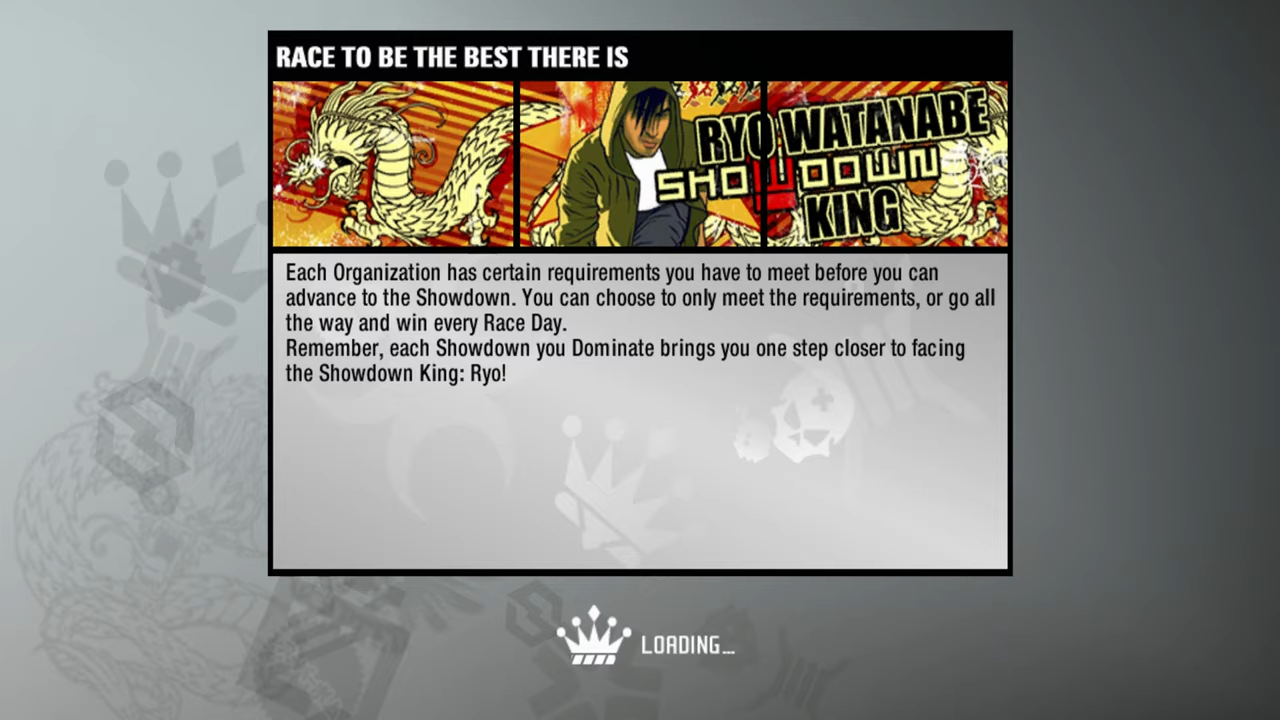 RACE TO BE THE BEST THERE IS
RYO WATANABE
SHOWDOWN
KING
Each Organization has certain requirements you have to meet before you can
advance to the Showdown. You can choose to only meet the requirements, or go all
the way and win every Race Day.
Remember, each Showdown you Dominate brings you one step closer to facing
the Showdown King: Ryo!
LOADING...